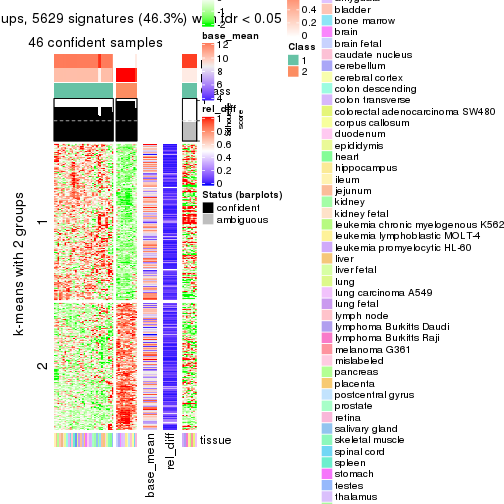 ups, 5629 signatures (46.3%) with fdr < 0.05
46 confident samples
k-means with 2 groups
1
2
base_mean
rel_diff
tissue
Silhouette
score
base_mean
12
10
8
6
4
rel_diff
1
0.8
0.6
0.4
0.2
0
Status (barplots)
confident
ambiguous
0.4
0.2
0
Class
1
2
bladder
bone marrow
brain
brain fetal
caudate nucleus
cerebellum
cerebral cortex
colon descending
colon transverse
colorectal adenocarcinoma SW480
corpus callosum
duodenum
epididymis
heart
hippocampus
ileum
jejunum
kidney
kidney fetal
leukemia chronic myelogenous K562
leukemia lymphoblastic MOLT-4
leukemia promyelocytic HL-60
liver
liver fetal
lung
lung carcinoma A549
lung fetal
lymph node
lymphoma Burkitts Daudi
lymphoma Burkitts Raji
melanoma G361
mislabeled
pancreas
placenta
postcentral gyrus
prostate
retina
salivary gland
skeletal muscle
spinal cord
spleen
stomach
testes
thalamus